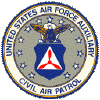 UNITED STATES AIR FORCE AUXILIARY
CIVIL AIR PATROL